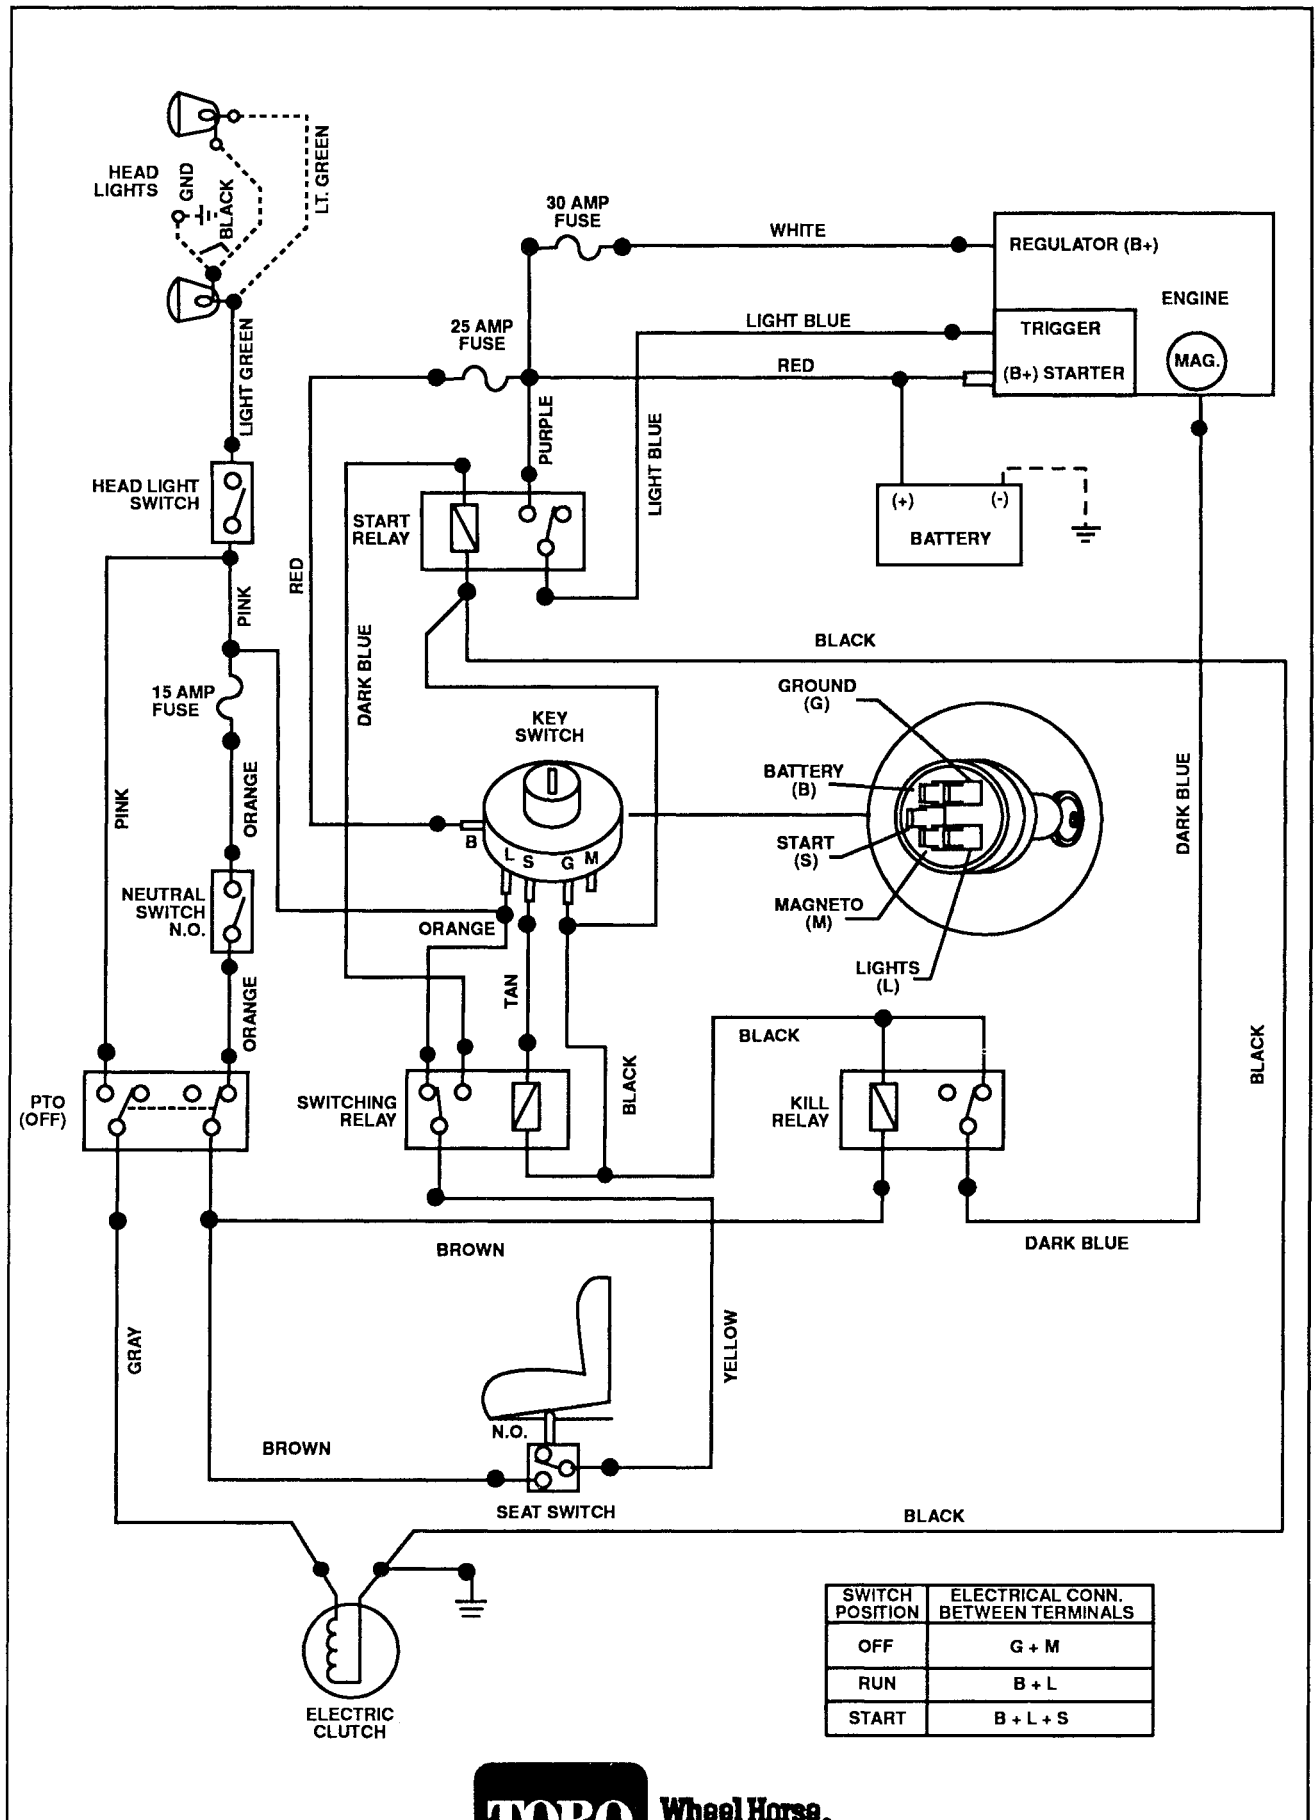 HEAD
LIGHTS
GND
BLACK
LT. GREEN
30 AMP
FUSE
WHITE
REGULATOR (B+)
ENGINE
LIGHT BLUE
TRIGGER
MAG.
25 AMP
FUSE
RED
(B+) STARTER
LIGHT GREEN
PURPLE
LIGHT BLUE
HEAD LIGHT
SWITCH
START
RELAY
(+)
(-)
BATTERY
RED
PINK
DARK BLUE
BLACK
15 AMP
FUSE
GROUND
(G)
KEY
SWITCH
BATTERY
(B)
PINK
ORANGE
DARK BLUE
B
L
S
G
M
START
(S)
NEUTRAL
SWITCH
N.O.
ORANGE
MAGNETO
(M)
LIGHTS
(L)
TAN
ORANGE
BLACK
BLACK
BLACK
PTO
(OFF)
SWITCHING
RELAY
KILL
RELAY
BROWN
DARK BLUE
GRAY
YELLOW
N.O.
BROWN
SEAT SWITCH
BLACK
ELECTRIC
CLUTCH
SWITCH POSITION ELECTRICAL CONN. BETWEEN TERMINALS
OFF G + M
RUN B + L
START B + L + S
TORO Wheel Horse.